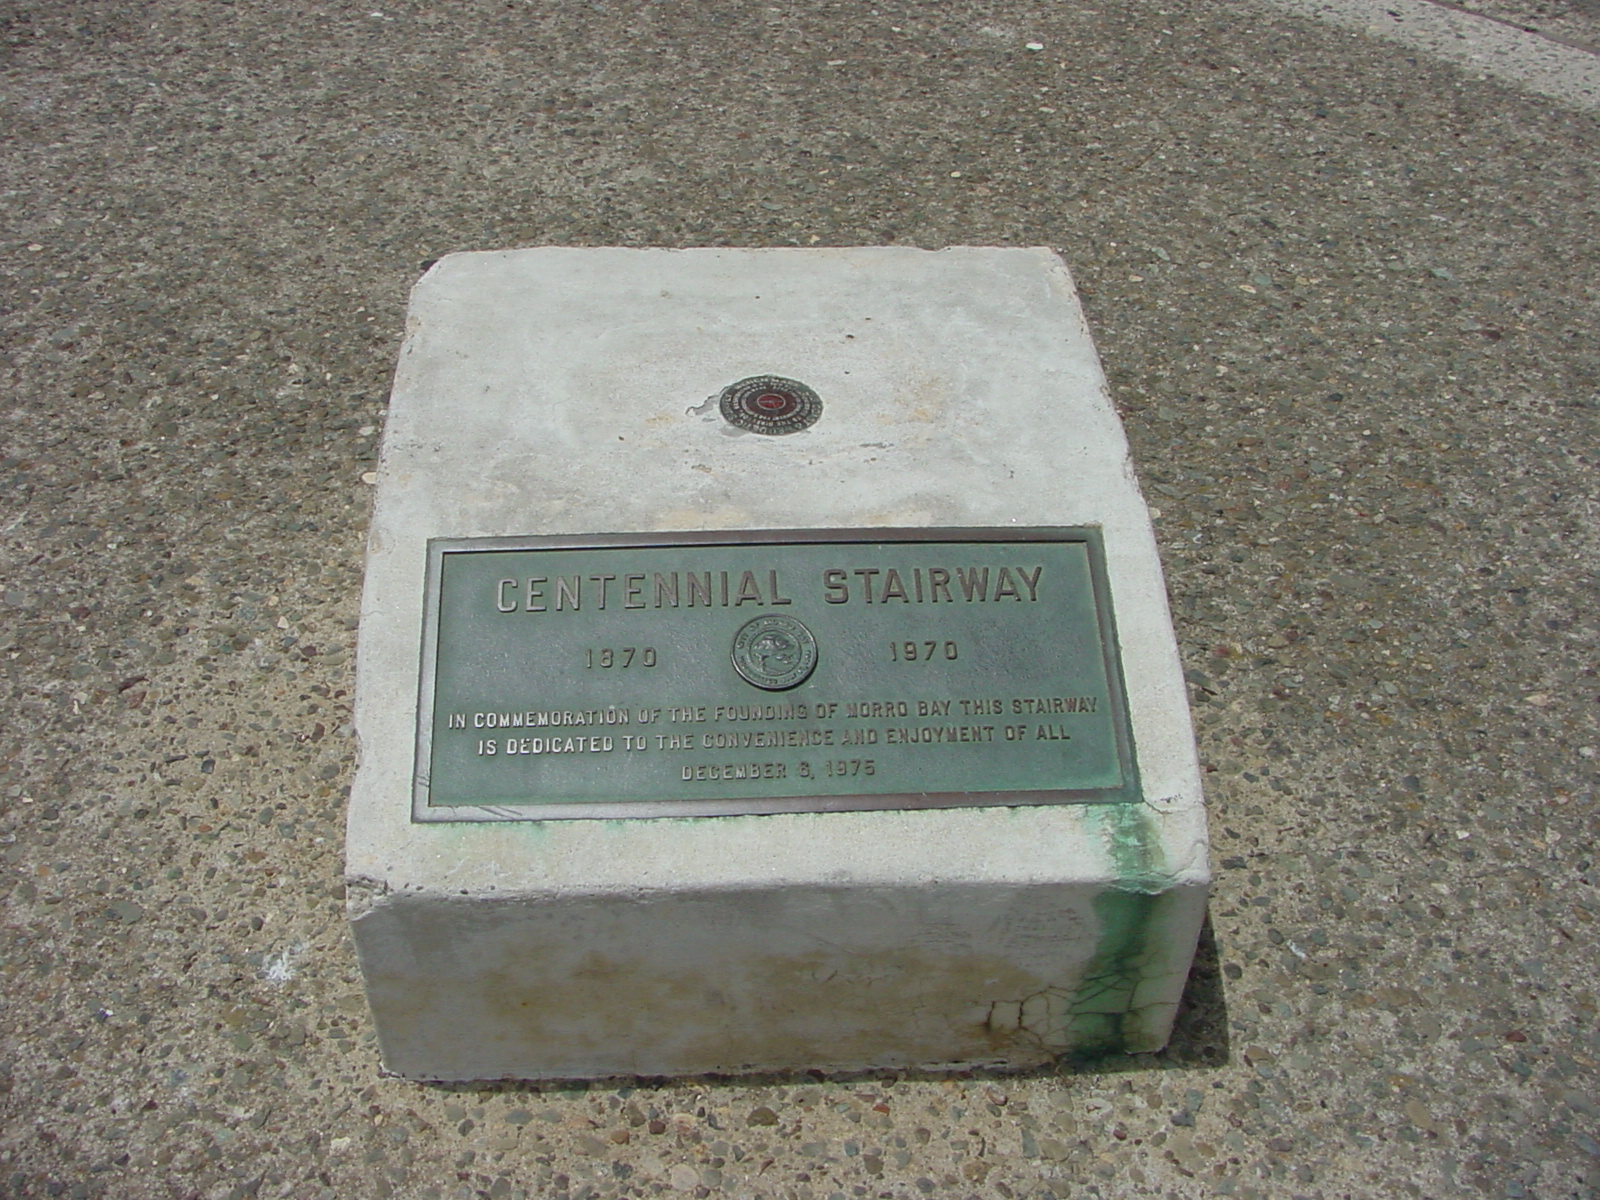 CENTENNIAL STAIRWAY
1870 1970
IN COMMEMORATION OF THE FOUNDING OF MORRO BAY THIS STAIRWAY
IS DEDICATED TO THE CONVENIENCE AND ENJOYMENT OF ALL
DECEMBER 6, 1975